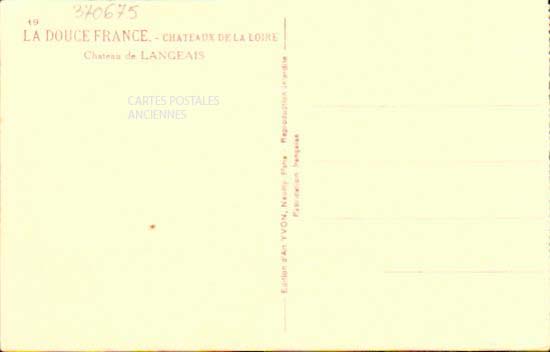 370675
19
LA DOUCE FRANCE. - CHATEAUX DE LA LOIRE
Chateau de LANGEAIS
CARTES POSTALES
ANCIENNES
Edition d'Art YVON, Neuilly Paris Reproduction Interdite
Fabrication française